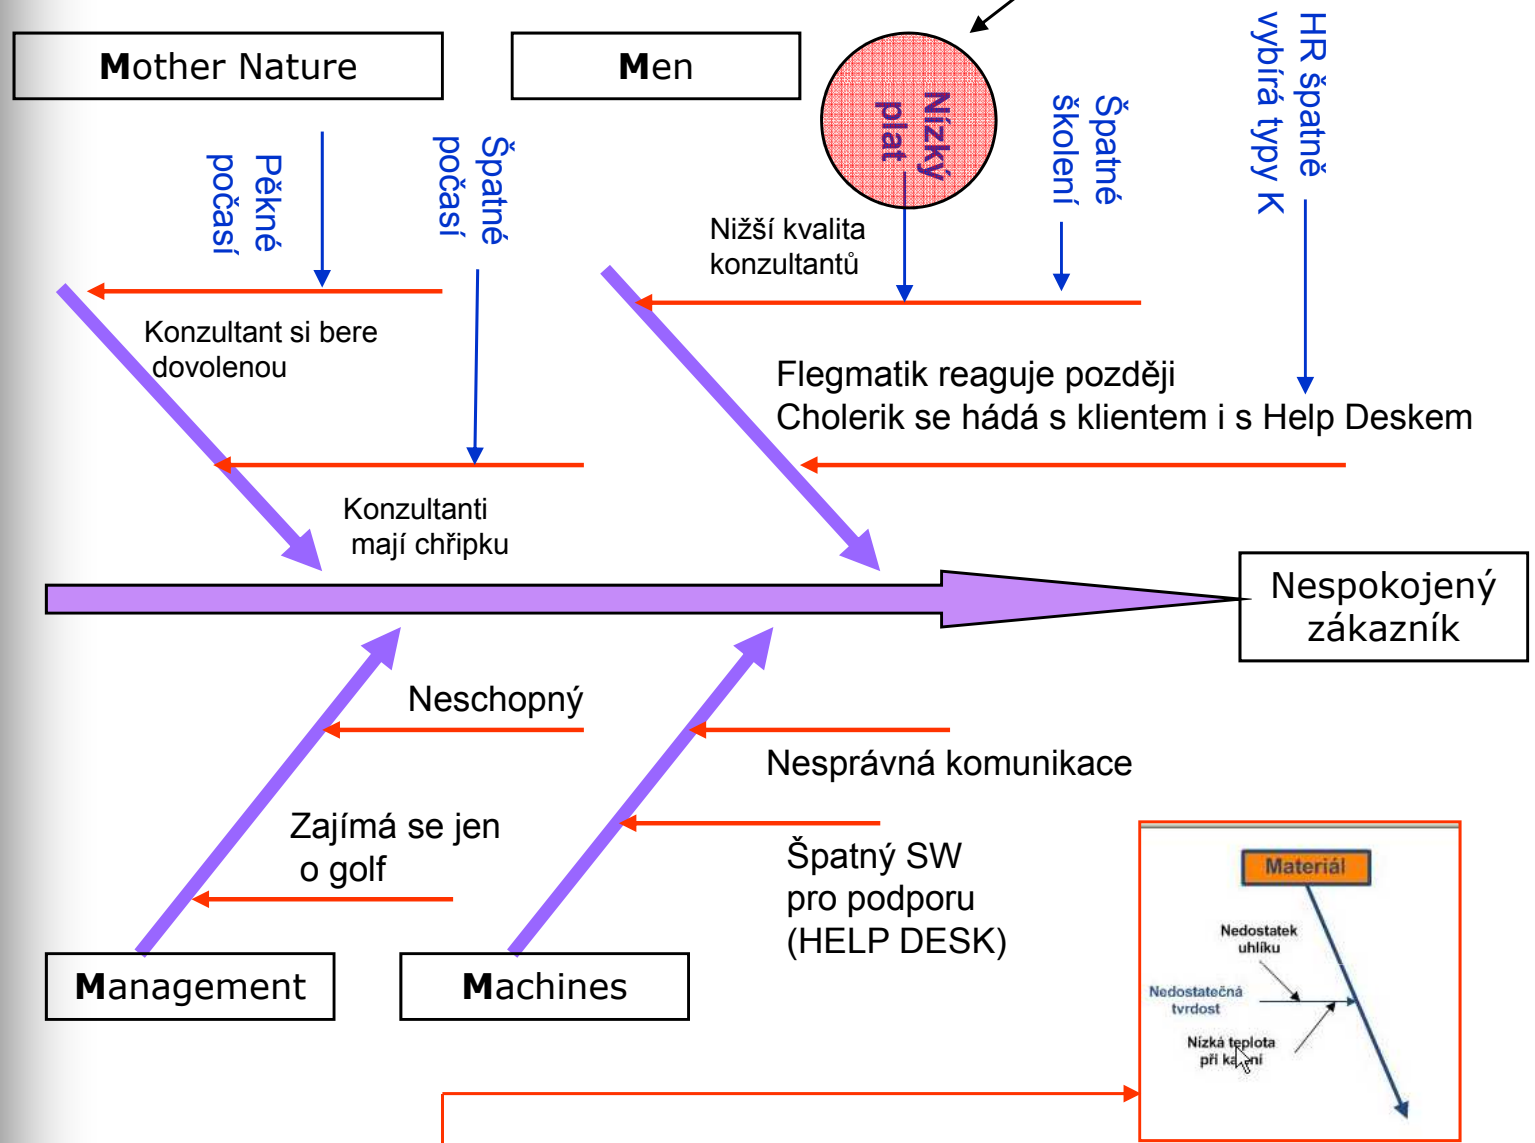 Mother Nature
Men
Nízký
plat
Špatné
školení
HR špatně
vybírá typy K
Pěkné
počasí
Špatné
počasí
Nižší kvalita
konzultantů
Konzultant si bere
dovolenou
Flegmatik reaguje později
Cholerik se hádá s klientem i s Help Deskem
Konzultanti
mají chřipku
Nespokojený
zákazník
Neschopný
Nesprávná komunikace
Zajímá se jen
o golf
Špatný SW
pro podporu
(HELP DESK)
Management
Machines
Materiál
Nedostatek
uhlíku
Nedostatečná
tvrdost
Nízká teplota
při kalení